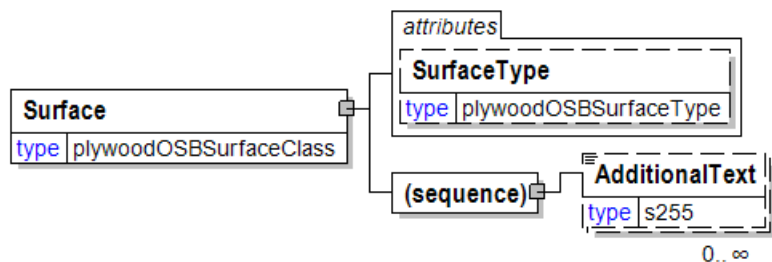 attributes
SurfaceType
type plywoodOSBSurfaceType
Surface
type plywoodOSBSurfaceClass
(sequence)
AdditionalText
type s255
0..∞